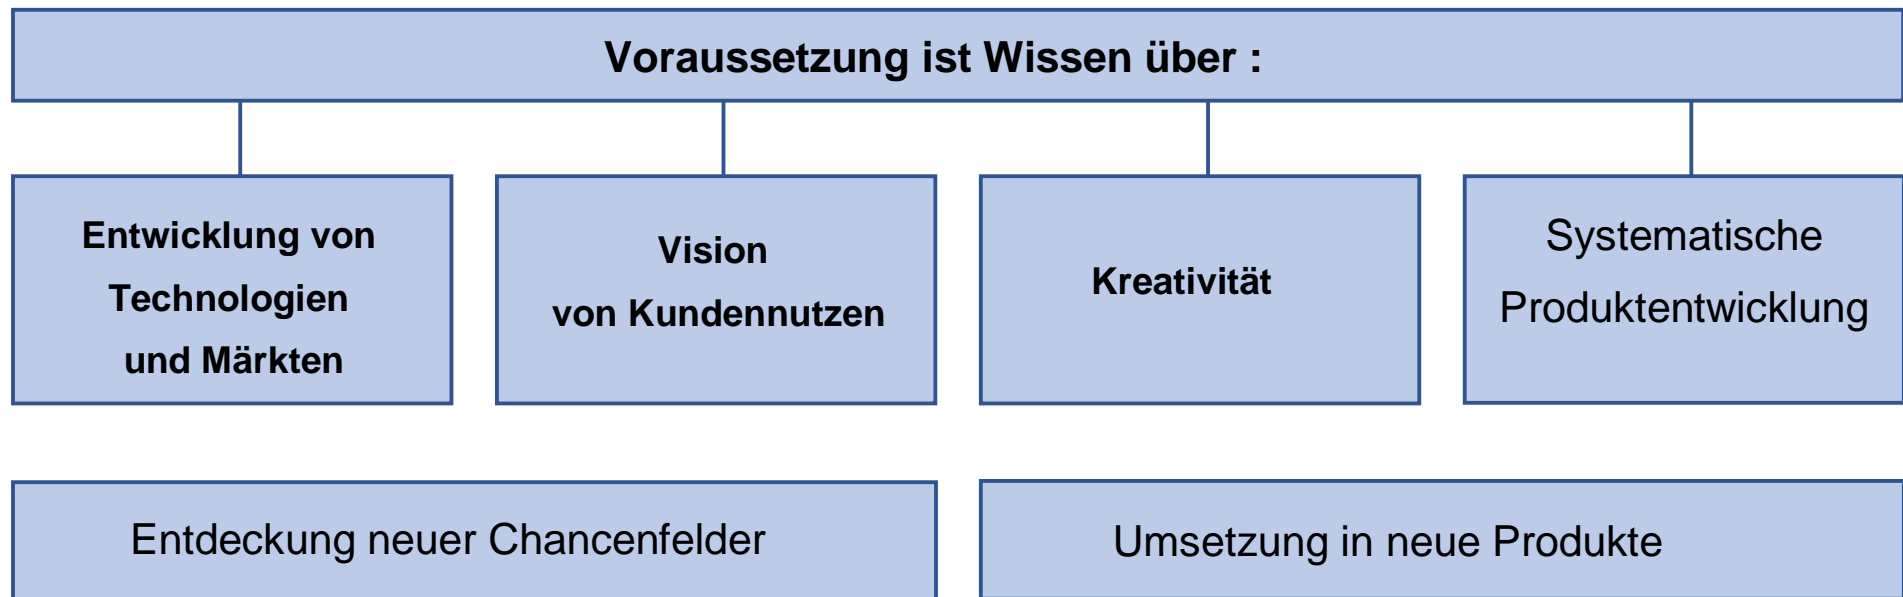 Voraussetzung ist Wissen über :
Entwicklung von
Technologien
und Märkten
Vision
von Kundennutzen
Kreativität
Systematische
Produktentwicklung
Entdeckung neuer Chancenfelder
Umsetzung in neue Produkte